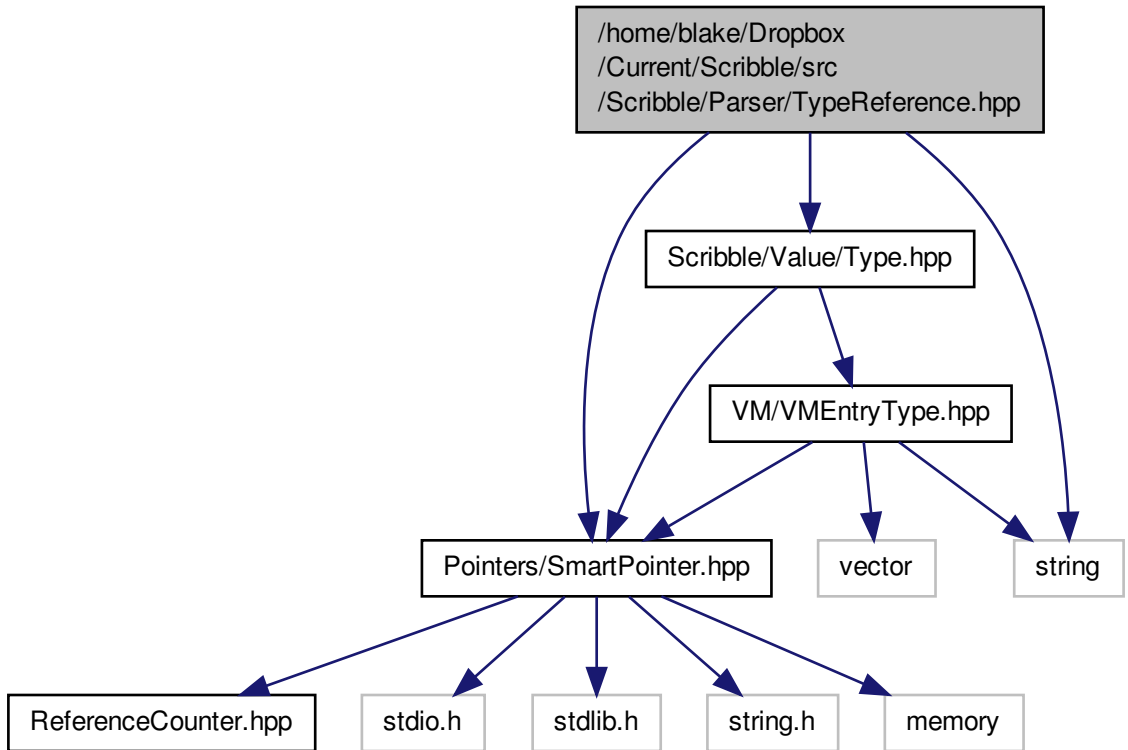 /home/blake/Dropbox
/Current/Scribble/src
/Scribble/Parser/TypeReference.hpp
Scribble/Value/Type.hpp
VM/VMEntryType.hpp
Pointers/SmartPointer.hpp
vector
string
ReferenceCounter.hpp
stdio.h
stdlib.h
string.h
memory